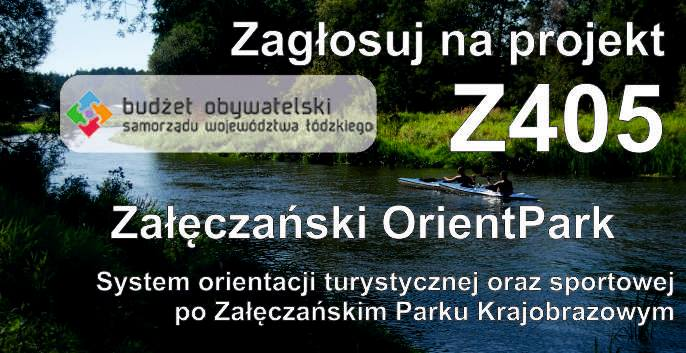 Zagłosuj na projekt
Z405
budżet obywatelski
samorządu województwa łódzkiego
Załęczański OrientPark
System orientacji turystycznej oraz sportowej
po Załęczańskim Parku Krajobrazowym